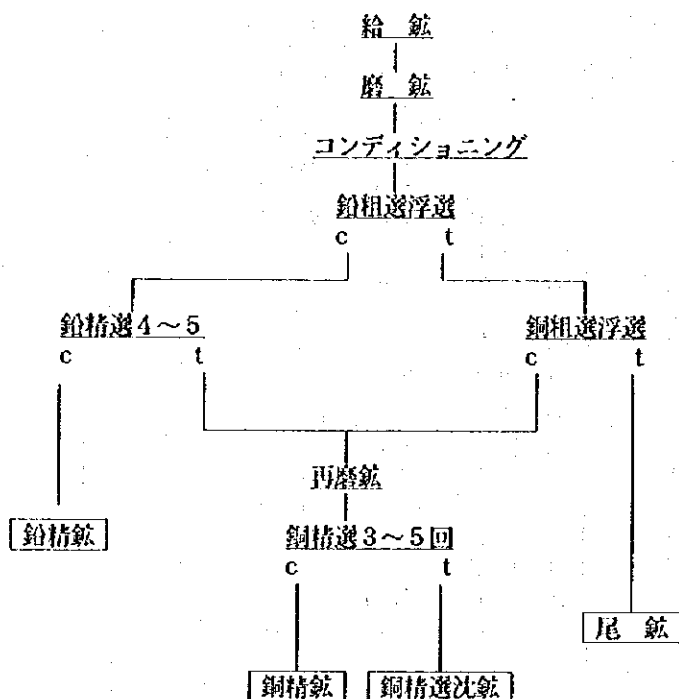 給 鉱
磨 鉱
コンディショニング
鉛粗選浮選
c t
鉛精選4～5
c t
銅粗選浮選
c t
再磨鉱
鉛精鉱
銅精選3～5回
c t
尾 鉱
銅精鉱
銅精選沈鉱